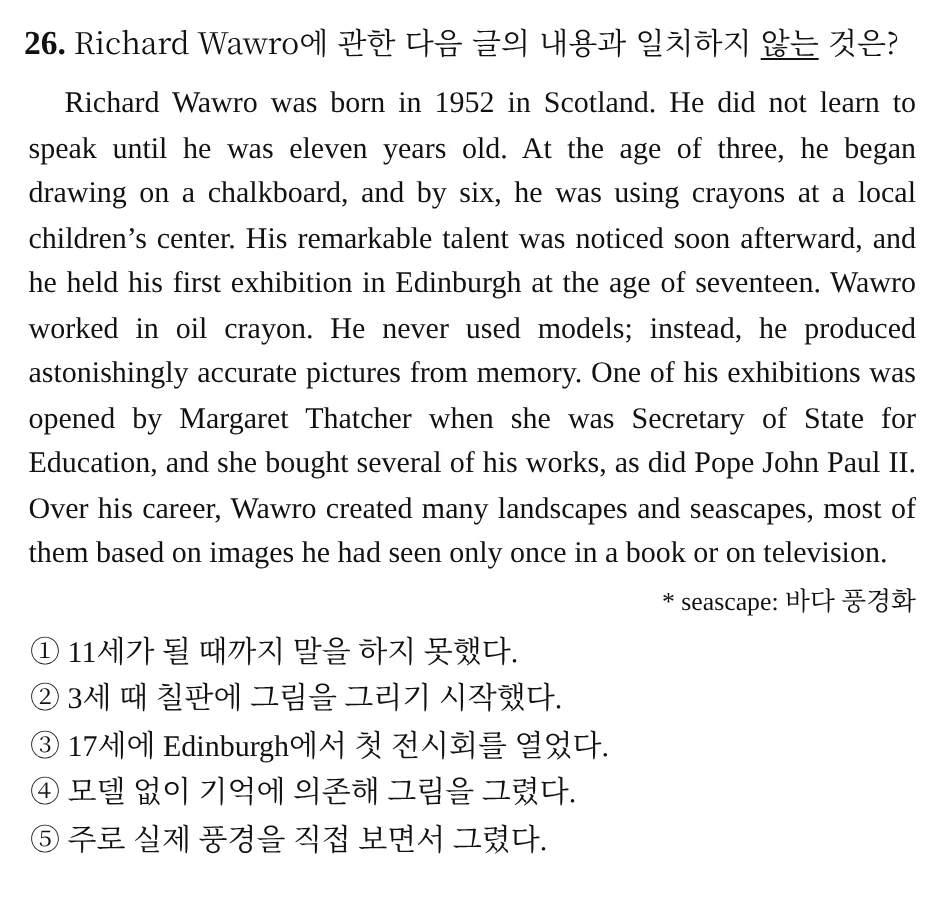 26. Richard Wawro에 관한 다음 글의 내용과 일치하지 않는 것은?
Richard Wawro was born in 1952 in Scotland. He did not learn to
speak until he was eleven years old. At the age of three, he began
drawing on a chalkboard, and by six, he was using crayons at a local
children’s center. His remarkable talent was noticed soon afterward, and
he held his first exhibition in Edinburgh at the age of seventeen. Wawro
worked in oil crayon. He never used models; instead, he produced
astonishingly accurate pictures from memory. One of his exhibitions was
opened by Margaret Thatcher when she was Secretary of State for
Education, and she bought several of his works, as did Pope John Paul II.
Over his career, Wawro created many landscapes and seascapes, most of
them based on images he had seen only once in a book or on television.
* seascape: 바다 풍경화
① 11세가 될 때까지 말을 하지 못했다.
② 3세 때 칠판에 그림을 그리기 시작했다.
③ 17세에 Edinburgh에서 첫 전시회를 열었다.
④ 모델 없이 기억에 의존해 그림을 그렸다.
⑤ 주로 실제 풍경을 직접 보면서 그렸다.